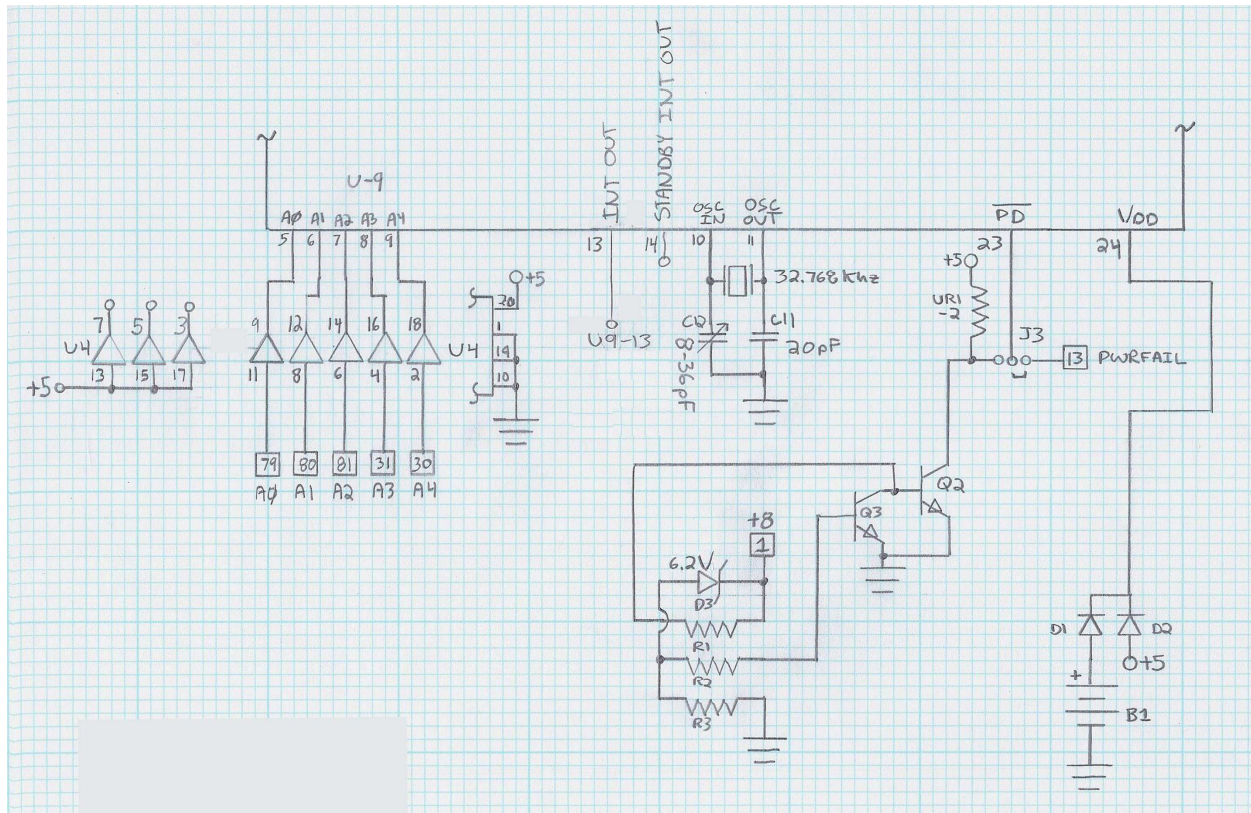 U-9
INT OUT
STANDBY INT OUT
A0 A1 A2 A3 A4
OSC IN
OSC OUT
PD
VDD
5 6 7 8 9
13
14
10
11
23
24
+5
20
+5
32.768 Khz
UR1
-2
7 5 3
9 12 14 16 18
U4
U4
1
19
10
U9-13
C2
8-36pF
C11
20pF
J3
13 PWRFAIL
13 15 17
11 8 6 4 2
+5
79 80 81 31 30
A0 A1 A2 A3 A4
Q3
Q2
+8
1
6.2V
D3
R1
R2
R3
D1
D2
+5
+
B1